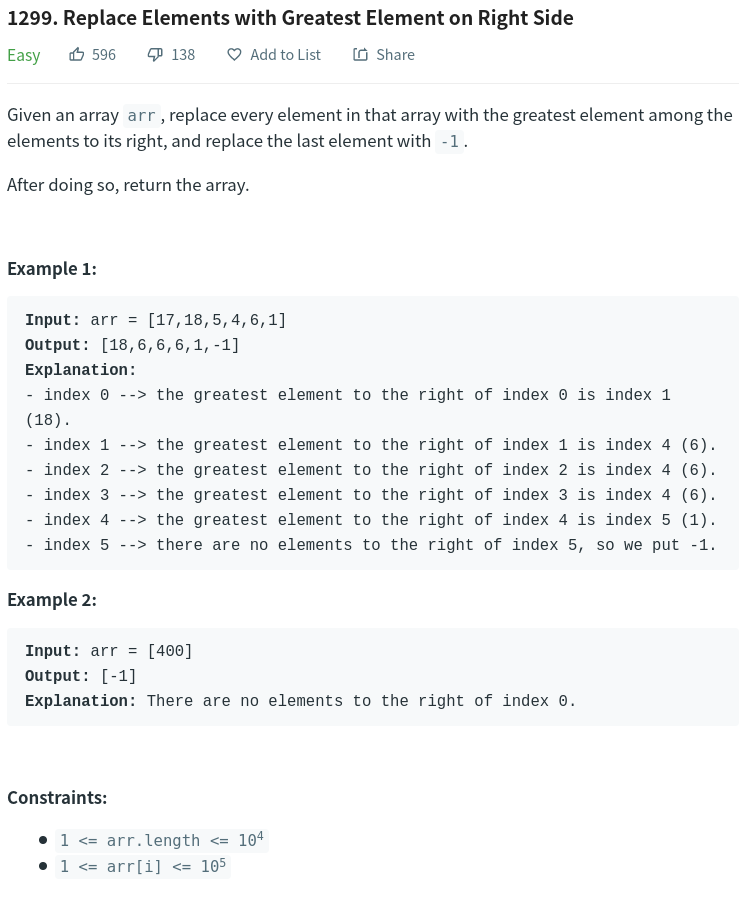 1299. Replace Elements with Greatest Element on Right Side
Easy 596 138 Add to List Share
Given an array arr, replace every element in that array with the greatest element among the
elements to its right, and replace the last element with -1.
After doing so, return the array.
Example 1:
Input: arr = [17,18,5,4,6,1]
Output: [18,6,6,6,1,-1]
Explanation:
- index 0 --> the greatest element to the right of index 0 is index 1
(18).
- index 1 --> the greatest element to the right of index 1 is index 4 (6).
- index 2 --> the greatest element to the right of index 2 is index 4 (6).
- index 3 --> the greatest element to the right of index 3 is index 4 (6).
- index 4 --> the greatest element to the right of index 4 is index 5 (1).
- index 5 --> there are no elements to the right of index 5, so we put -1.
Example 2:
Input: arr = [400]
Output: [-1]
Explanation: There are no elements to the right of index 0.
Constraints:
• 1 <= arr.length <= 10⁴
• 1 <= arr[i] <= 10⁵